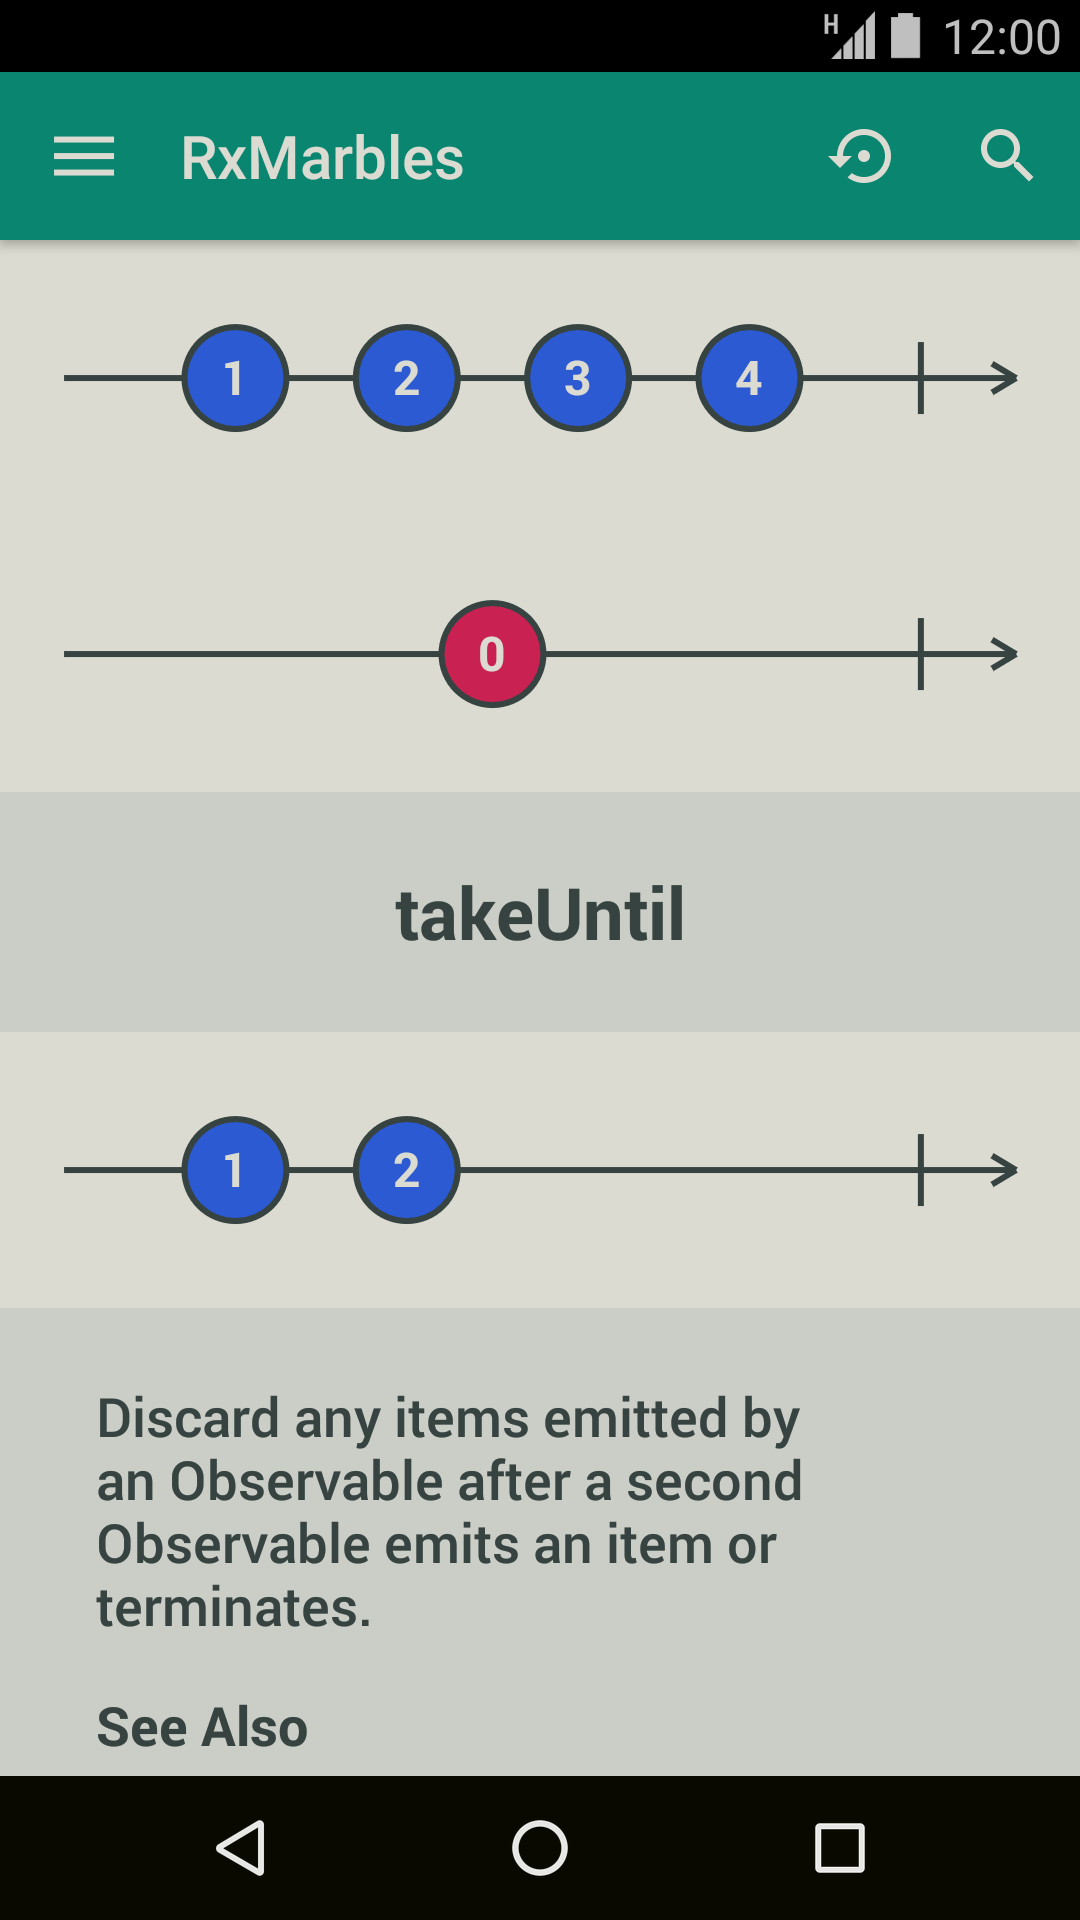 H 12:00
RxMarbles
1 2 3 4
0
takeUntil
1 2
Discard any items emitted by
an Observable after a second
Observable emits an item or
terminates.
See Also